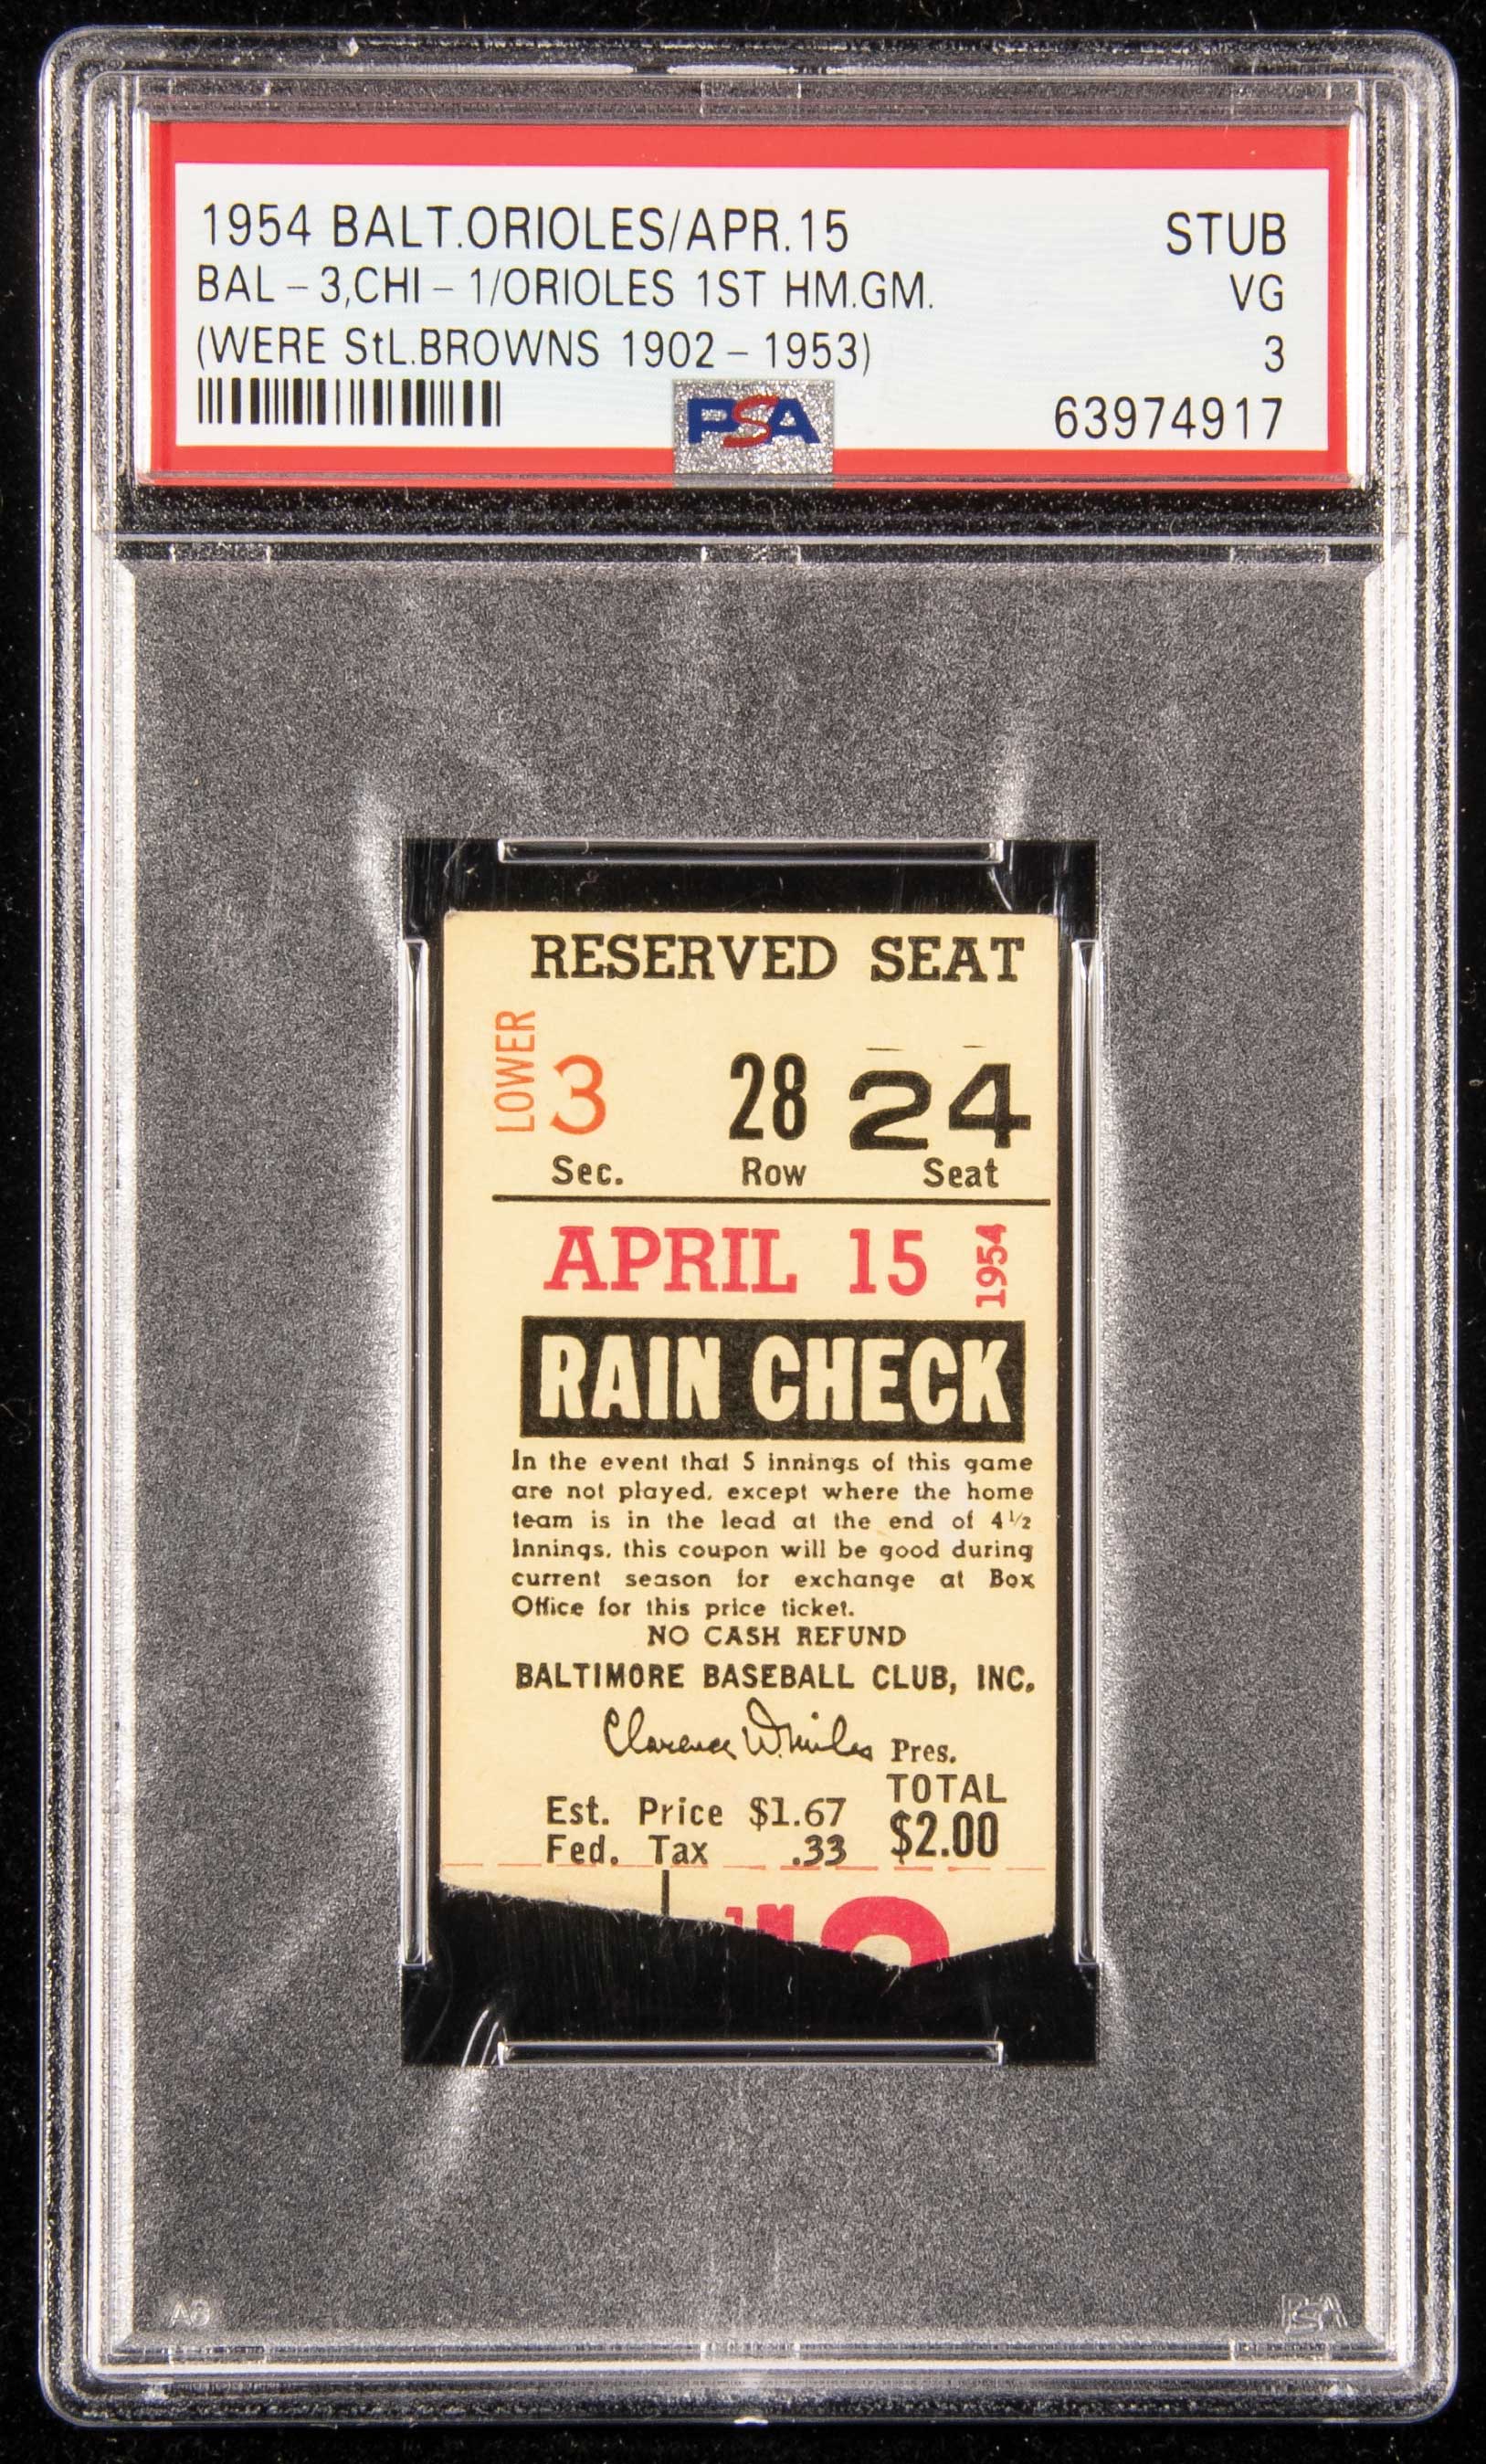 1954 BALT.ORIOLES/APR.15 STUB
BAL-3,CHI-1/ORIOLES 1ST HM.GM. VG
(WERE StL.BROWNS 1902-1953) 3
PSA 63974917
RESERVED SEAT
LOWER 3 28 24
Sec. Row Seat
APRIL 15 1954
RAIN CHECK
In the event that 5 innings of this game
are not played, except where the home
team is in the lead at the end of 4½
innings, this coupon will be good during
current season for exchange at Box
Office for this price ticket.
NO CASH REFUND
BALTIMORE BASEBALL CLUB, INC.
Clarence W. Miles Pres.
TOTAL
Est. Price $1.67 $2.00
Fed. Tax .33
PSA